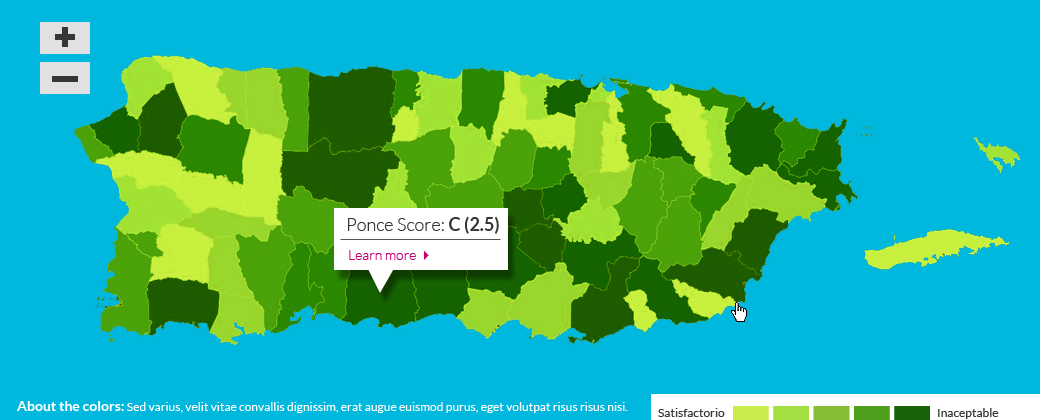 Ponce Score: C (2.5)
Learn more
About the colors: Sed varius, velit vitae convallis dignissim, erat augue euismod purus, eget volutpat risus risus nisi.
Satisfactorio
Inaceptable